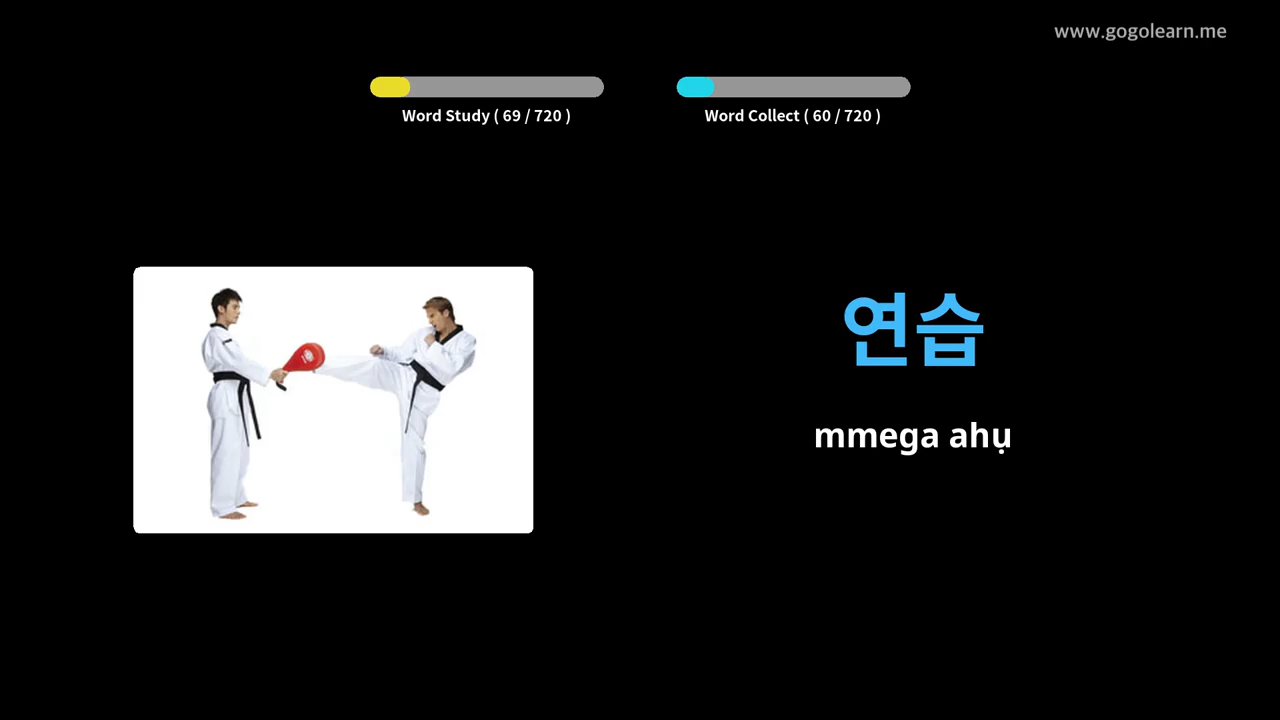 www.gogolearn.me
Word Study ( 69 / 720 )
Word Collect ( 60 / 720 )
연습
mmega ahụ